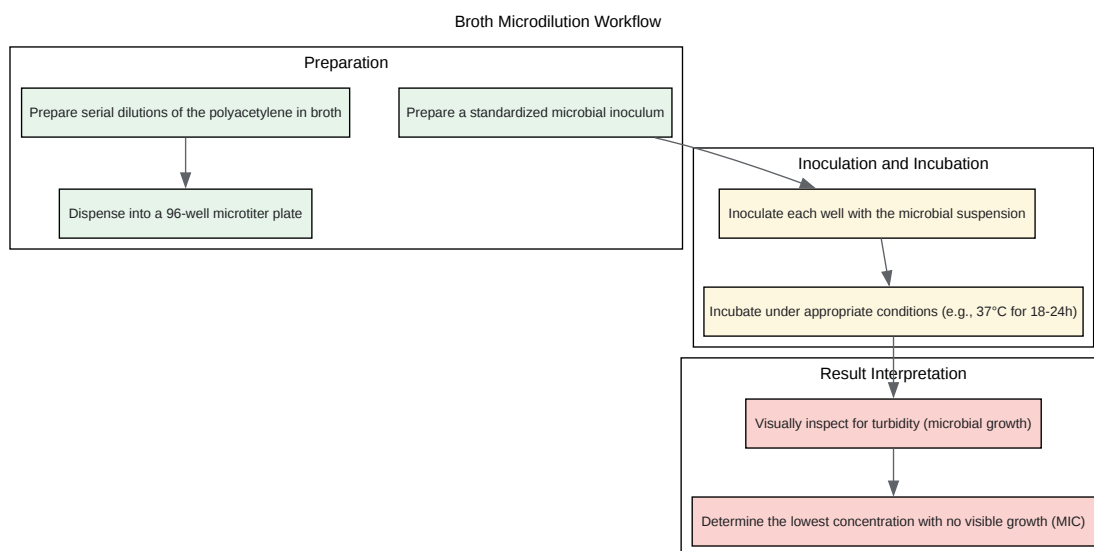 Broth Microdilution Workflow
Preparation
Prepare serial dilutions of the polyacetylene in broth
Prepare a standardized microbial inoculum
Dispense into a 96-well microtiter plate
Inoculation and Incubation
Inoculate each well with the microbial suspension
Incubate under appropriate conditions (e.g., 37°C for 18-24h)
Result Interpretation
Visually inspect for turbidity (microbial growth)
Determine the lowest concentration with no visible growth (MIC)